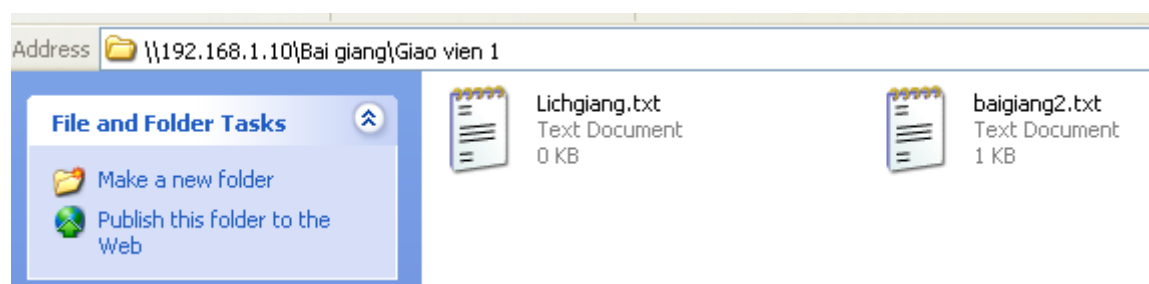 Address \\192.168.1.10\Bai giang\Giao vien 1
File and Folder Tasks
Make a new folder
Publish this folder to the
Web
Lichgiang.txt
Text Document
0 KB
baigiang2.txt
Text Document
1 KB